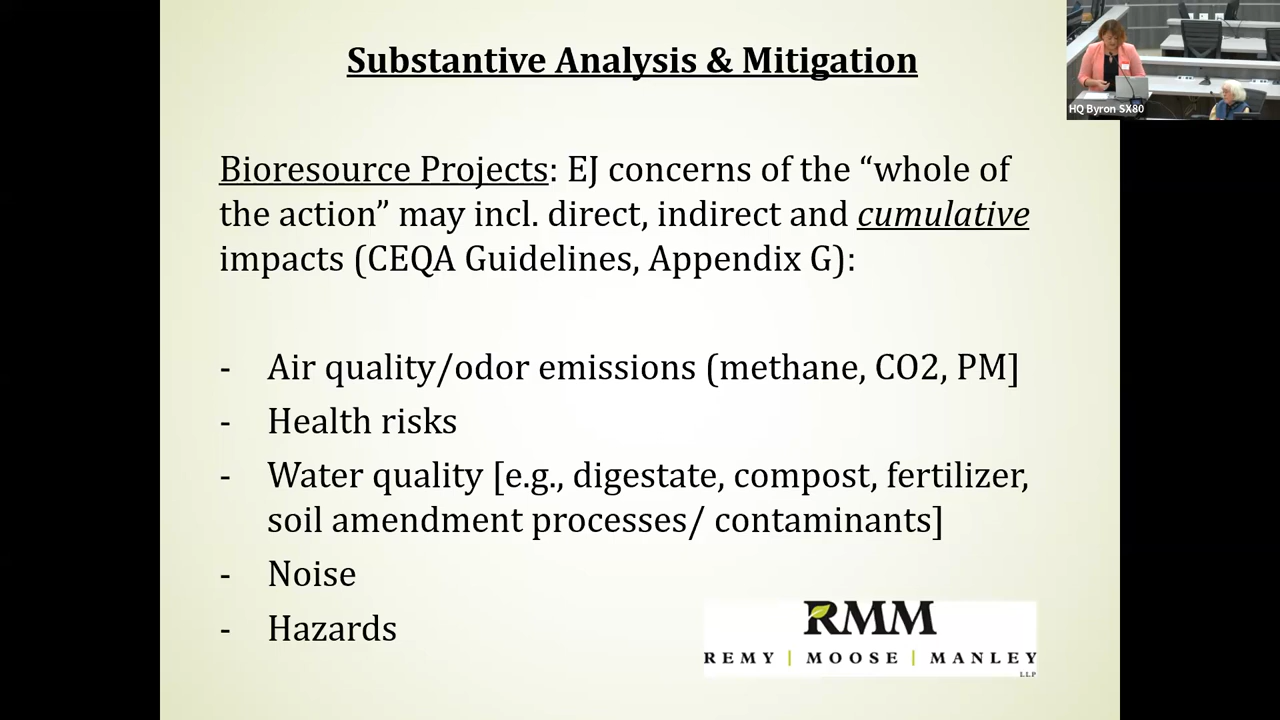 Substantive Analysis & Mitigation
HQ Byron SX80
Bioresource Projects: EJ concerns of the “whole of
the action” may incl. direct, indirect and cumulative
impacts (CEQA Guidelines, Appendix G):
- Air quality/odor emissions (methane, CO2, PM]
- Health risks
- Water quality [e.g., digestate, compost, fertilizer,
soil amendment processes/ contaminants]
- Noise
- Hazards
RMM
REMY | MOOSE | MANLEY
LLP